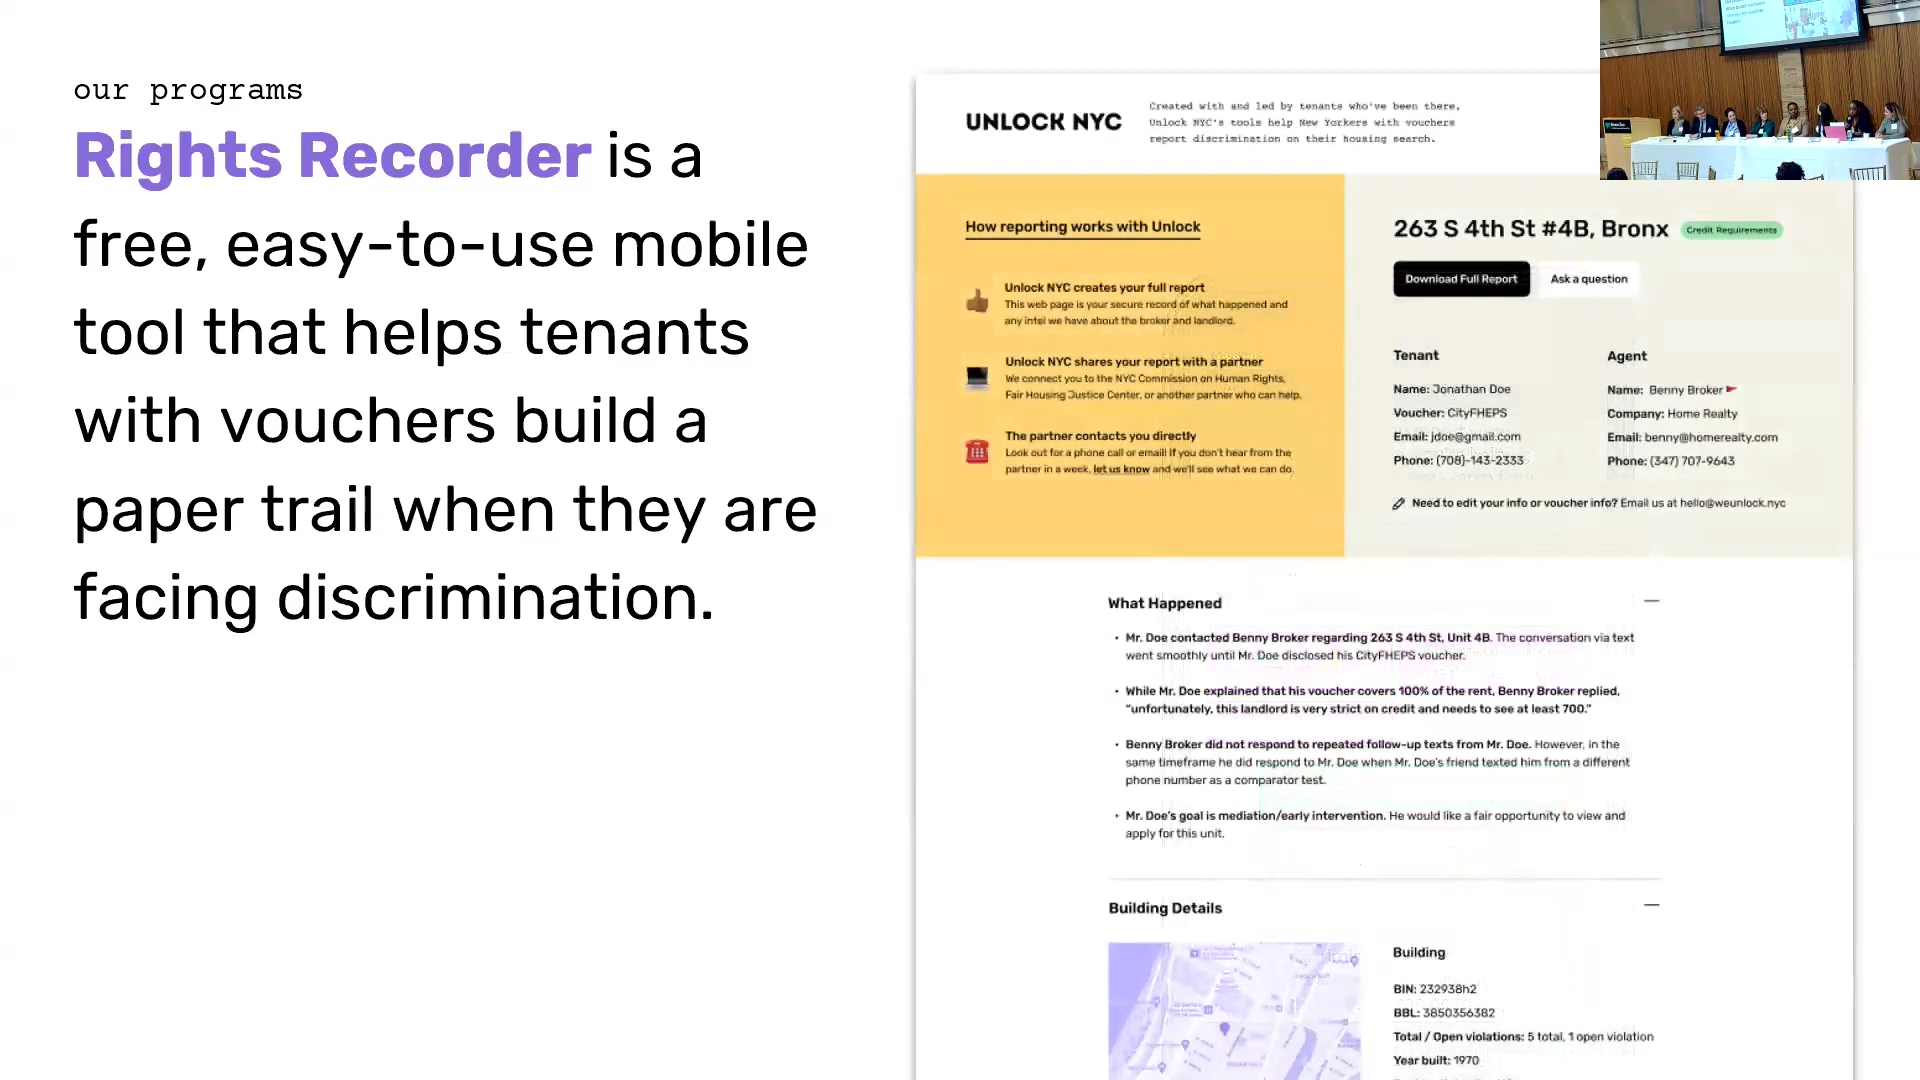 our programs
Rights Recorder is a
free, easy-to-use mobile
tool that helps tenants
with vouchers build a
paper trail when they are
facing discrimination.
UNLOCK NYC
Created with and led by tenants who've been there,
Unlock NYC's tools help New Yorkers with vouchers
report discrimination on their housing search.
How reporting works with Unlock
Unlock NYC creates your full report
This web page is your secure record of what happened and
any intel we have about the broker and landlord.
Unlock NYC shares your report with a partner
We connect you to the NYC Commission on Human Rights,
Fair Housing Justice Center, or another partner who can help.
The partner contacts you directly
Look out for a phone call or email! If you don't hear from the
partner in a week, let us know and we'll see what we can do.
263 S 4th St #4B, Bronx
Credit Requirements
Download Full Report
Ask a question
Tenant
Name: Jonathan Doe
Voucher: CityFHEPS
Email: jdoe@gmail.com
Phone: (708)-143-2333
Agent
Name: Benny Broker
Company: Home Realty
Email: benny@homerealty.com
Phone: (347) 707-9643
Need to edit your info or voucher info? Email us at hello@weunlock.nyc
What Happened
• Mr. Doe contacted Benny Broker regarding 263 S 4th St, Unit 4B. The conversation via text
went smoothly until Mr. Doe disclosed his CityFHEPS voucher.
• While Mr. Doe explained that his voucher covers 100% of the rent, Benny Broker replied,
“unfortunately, this landlord is very strict on credit and needs to see at least 700.”
• Benny Broker did not respond to repeated follow-up texts from Mr. Doe. However, in the
same timeframe he did respond to Mr. Doe when Mr. Doe's friend texted him from a different
phone number as a comparator test.
• Mr. Doe's goal is mediation/early intervention. He would like a fair opportunity to view and
apply for this unit.
Building Details
Building
BIN: 232938h2
BBL: 3850356382
Total / Open violations: 5 total, 1 open violation
Year built: 1970